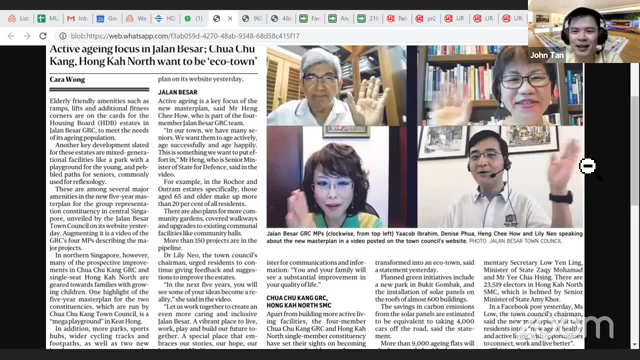 blob:https://web.whatsapp.com/f3ab059d-4270-48ab-9348-68d58c415f17
John Tan
Active ageing focus in Jalan Besar; Chua Chu
Kang, Hong Kah North want to be 'eco-town'
Cara Wong
Elderly friendly amenities such as
ramps, lifts and additional fitness
corners are on the cards for the
Housing Board (HDB) estates in
Jalan Besar GRC, to meet the needs
of its ageing population.
Another key development slated
for these estates are mixed-genera-
tional facilities like a park with a
playground for the young, and peb-
bled paths for seniors, commonly
used for reflexology.
These are among several major
amenities in the new five-year mas-
terplan for the group representa-
tion constituency in central Singa-
pore, unveiled by the Jalan Besar
Town Council on its website yester-
day. Augmenting it is a video of the
GRC's four MPs describing the ma-
jor projects.
In northern Singapore, however,
many of the prospective improve-
ments in Chua Chu Kang GRC and
single-seat Hong Kah North are
geared towards families with grow-
ing children. One highlight of the
five-year masterplan of the two
constituencies, which are run by
Chua Chu Kang Town Council, is a
"mega playground" in Keat Hong.
In addition, more parks, sports
hubs, wider cycling tracks and
footpaths, as well as two new
plan on its website yesterday.
JALAN BESAR
Active ageing is a key focus of the
new masterplan, said Mr Heng
Chee How, who is part of the four-
member Jalan Besar GRC team.
"In our town, we have many se-
niors. We want them to age actively,
age successfully and age happily.
This is something we want to put ef-
fort in," Mr Heng, who is Senior Min-
ister of State for Defence, said in the
video.
For example, in the Bochor and
Outram estates specifically, those
aged 65 and older make up more
than 20 per cent of all residents.
There are also plans for more com-
munity gardens, covered walkways
and upgrades to existing communal
facilities like community halls.
More than 150 projects are in the
pipeline.
Dr Lily Neo, the town council's
chairman, urged residents to con-
tinue giving feedback and sugges-
tions to improve the estates.
"In the next five years, you will
see some of your ideas become a re-
ality," she said in the video.
"Let us work together to create an
even more caring and inclusive
Jalan Besar. A vibrant place to live,
work, play and build our future to-
gether. A special place that em-
braces our stories, our hope, our
Jalan Besar GRC MPs (clockwise, from top left) Yaacob Ibrahim, Denise Phua, Heng Chee How and Lily Neo speaking
about the new masterplan in a video posted on the town council's website. PHOTO: JALAN BESAR TOWN COUNCIL
ister for communications and infor-
mation: "You and your family will
see a substantial improvement in
your quality of life."
CHUA CHU KANG GRC,
HONG KAH NORTH SMC
Apart from building more active liv-
ing facilities, the four-member
Chua Chu Kang GRC and Hong Kah
North single-member constituency
have set their sights on becoming
transformed into an eco-town, said
a statement yesterday.
Planned green initiatives include
a new park in Bukit Gombak, and
the installation of solar panels on
the roofs of almost 600 buildings.
The savings in carbon emissions
from the solar panels are estimated
to be equivalent to taking 4,000
cars off the road, said the state-
ment.
More than 9,000 ageing flats will
mentary Secretary Low Yen Ling,
Minister of State Zaqy Mohamad
and Mr Yee Chia Hsing. There are
23,519 electors in Hong Kah North
SMC, which is helmed by Senior
Minister of State Amy Khor.
In a Facebook post yesterday, Ms
Low, the town
residents
and active
connect, work and live better".
zoom